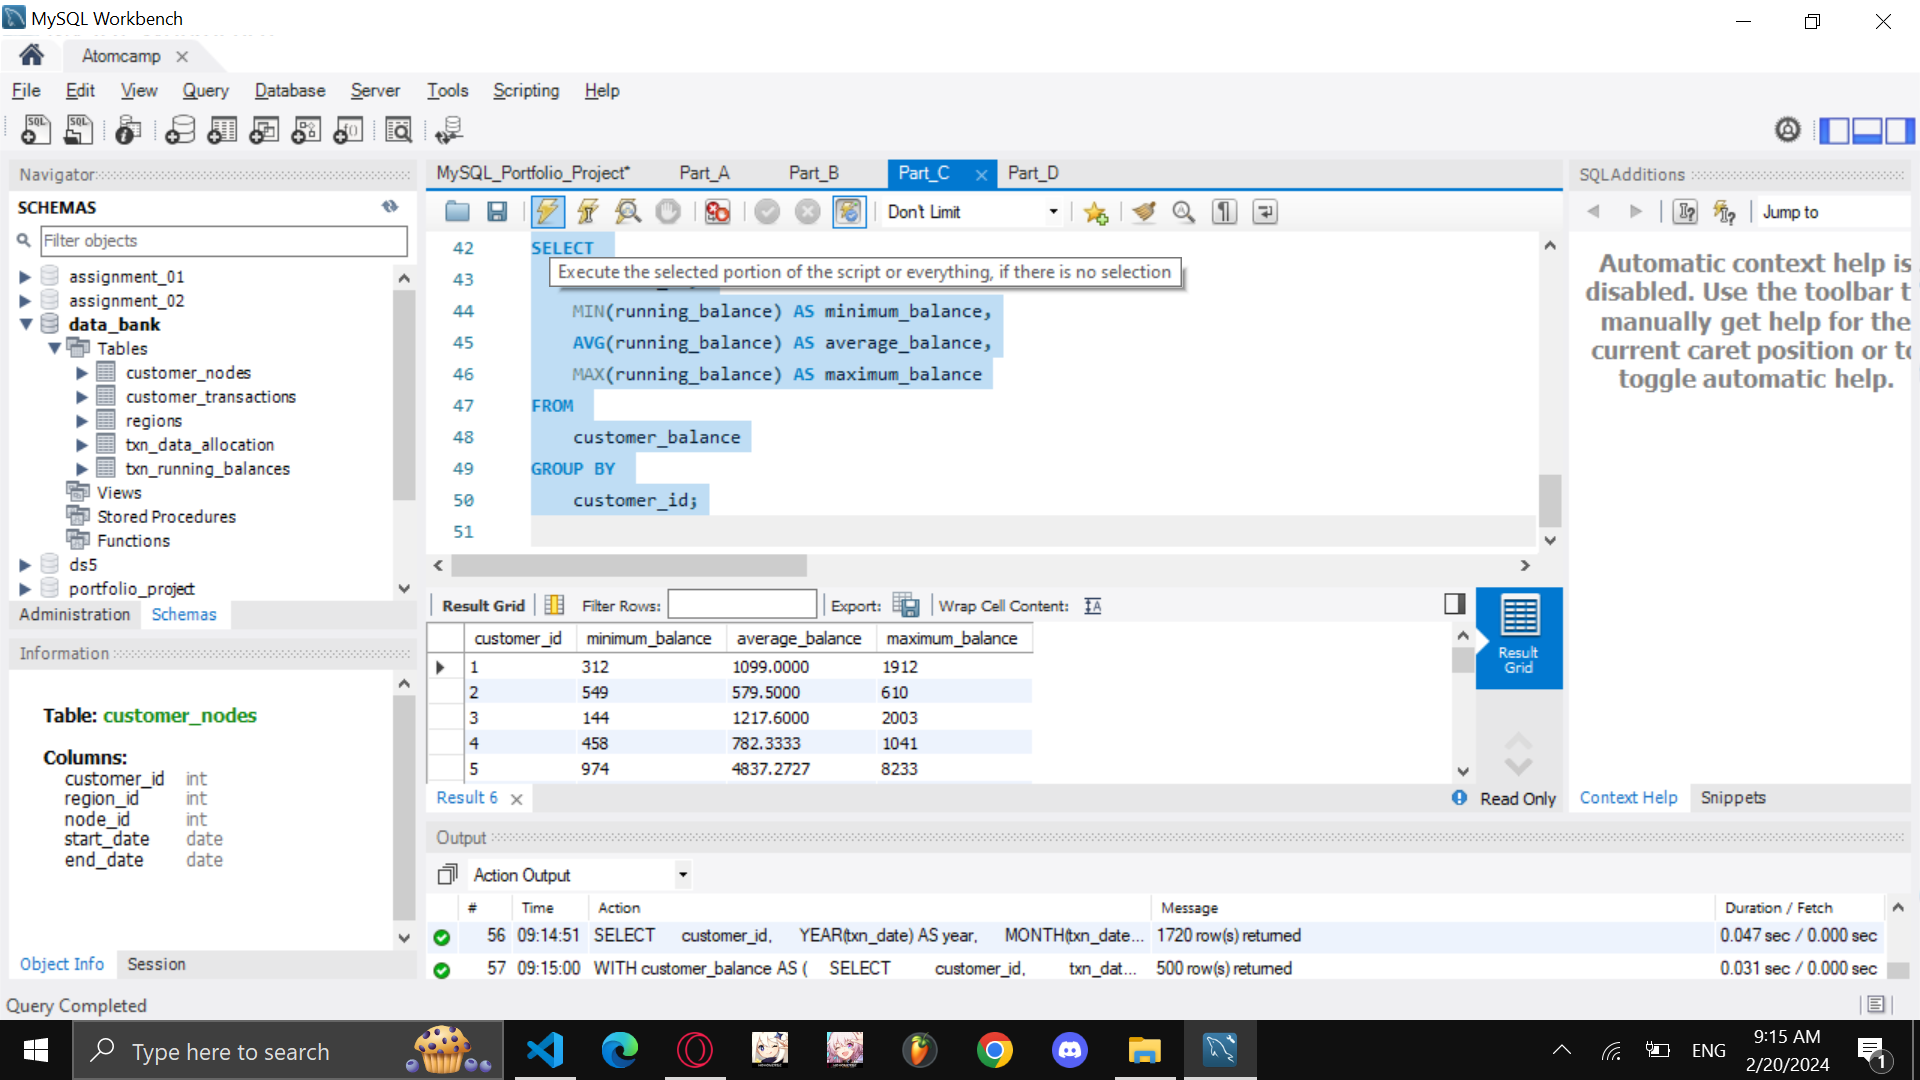 MySQL Workbench
Atomcamp
File Edit View Query Database Server Tools Scripting Help
Navigator
SCHEMAS
Filter objects
assignment_01
assignment_02
data_bank
Tables
customer_nodes
customer_transactions
regions
txn_data_allocation
txn_running_balances
Views
Stored Procedures
Functions
ds5
portfolio_project
Administration Schemas
Information
Table: customer_nodes
Columns:
customer_id int
region_id int
node_id int
start_date date
end_date date
Object Info Session
MySQL_Portfolio_Project* Part_A Part_B Part_C Part_D
Don't Limit
42 SELECT
Execute the selected portion of the script or everything, if there is no selection
43
44 MIN(running_balance) AS minimum_balance,
45 AVG(running_balance) AS average_balance,
46 MAX(running_balance) AS maximum_balance
47 FROM
48 customer_balance
49 GROUP BY
50 customer_id;
51
Result Grid Filter Rows: Export: Wrap Cell Content:
customer_id minimum_balance average_balance maximum_balance
1 312 1099.0000 1912
2 549 579.5000 610
3 144 1217.6000 2003
4 458 782.3333 1041
5 974 4837.2727 8233
Result
Grid
Result 6
Read Only
SQLAdditions
Jump to
Automatic context help is
disabled. Use the toolbar t
manually get help for the
current caret position or to
toggle automatic help.
Context Help Snippets
Output
Action Output
# Time Action Message Duration / Fetch
56 09:14:51 SELECT customer_id, YEAR(txn_date) AS year, MONTH(txn_date... 1720 row(s) returned 0.047 sec / 0.000 sec
57 09:15:00 WITH customer_balance AS ( SELECT customer_id, txn_dat... 500 row(s) returned 0.031 sec / 0.000 sec
Query Completed
Type here to search
ENG
9:15 AM
2/20/2024
1